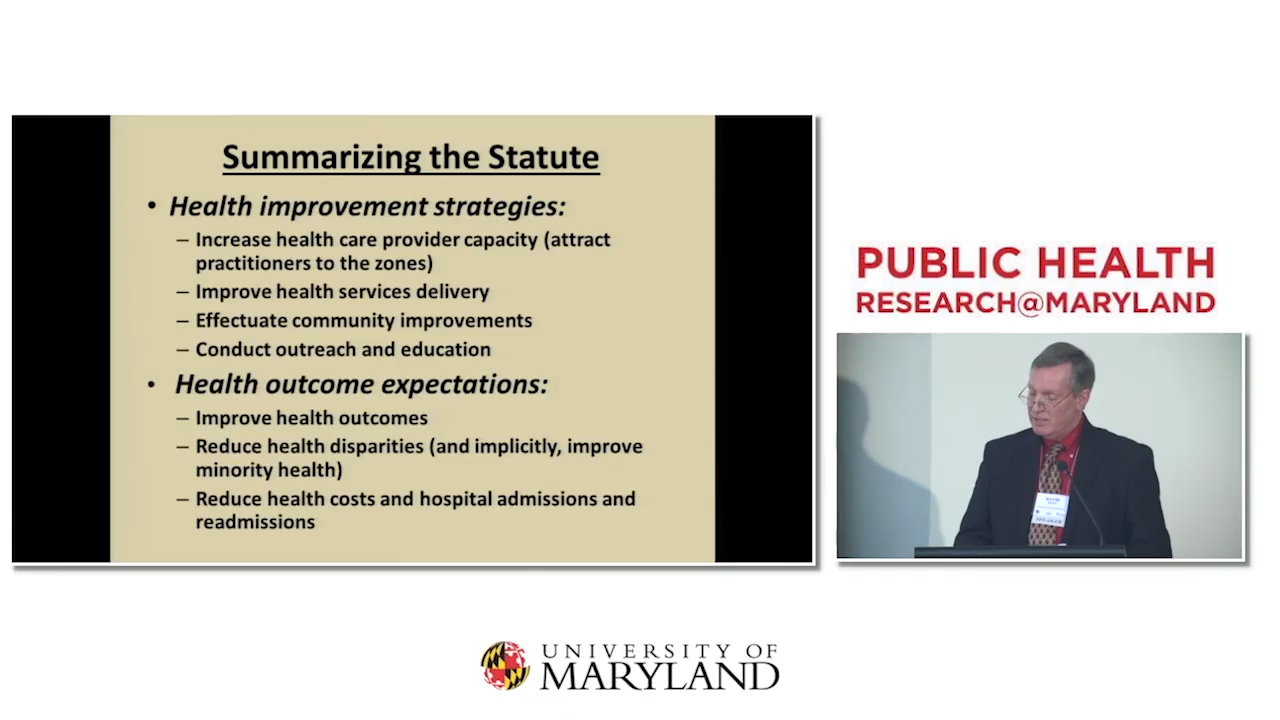 Summarizing the Statute
• Health improvement strategies:
– Increase health care provider capacity (attract
practitioners to the zones)
– Improve health services delivery
– Effectuate community improvements
– Conduct outreach and education
• Health outcome expectations:
– Improve health outcomes
– Reduce health disparities (and implicitly, improve
minority health)
– Reduce health costs and hospital admissions and
readmissions
PUBLIC HEALTH
RESEARCH@MARYLAND
SPEAKER
UNIVERSITY OF
MARYLAND